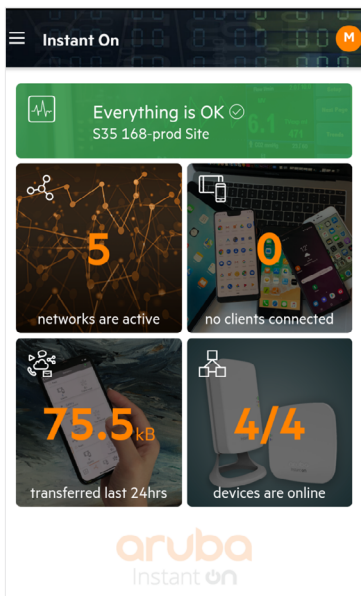 Instant On
M
Everything is OK
S35 168-prod Site
5
networks are active
0
no clients connected
75.5kB
transferred last 24hrs
4/4
devices are online
aruba
Instant on